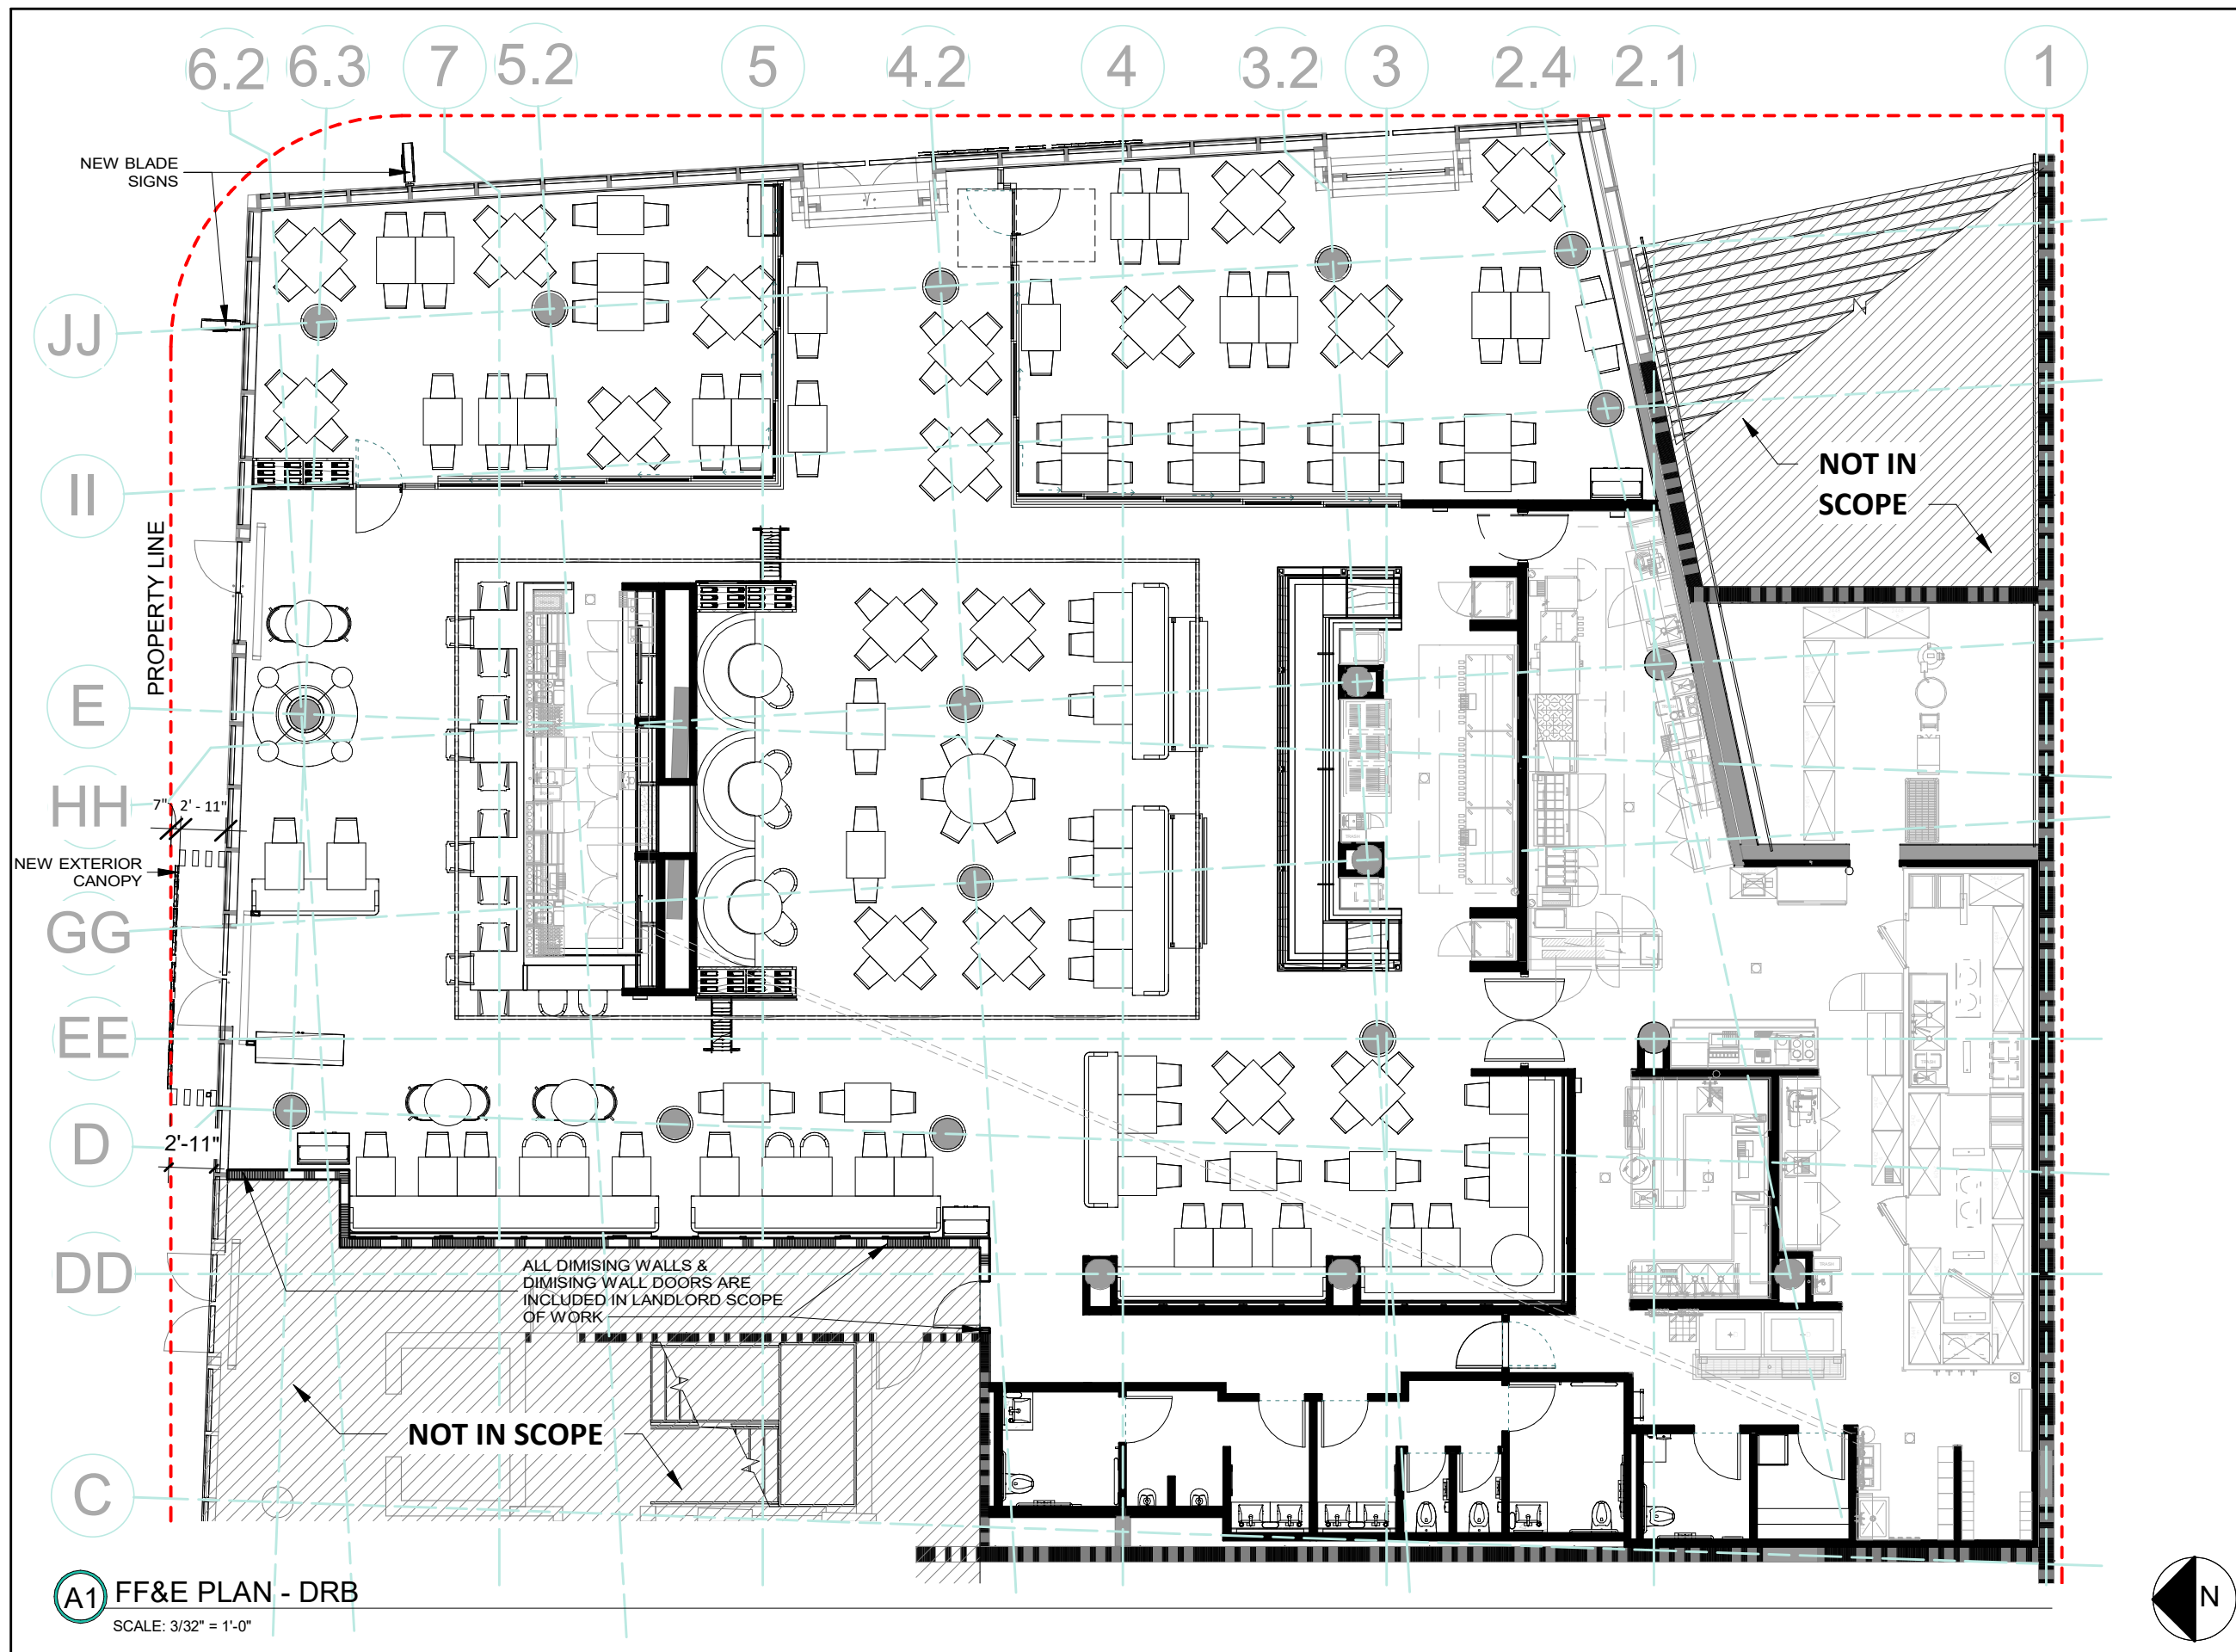 6.2
6.3
7
5.2
5
4.2
4
3.2
3
2.4
2.1
1
NEW BLADE
SIGNS
JJ
II
PROPERTY LINE
NOT IN
SCOPE
E
HH
7"
2' - 11"
NEW EXTERIOR
CANOPY
GG
EE
D
2'-11"
DD
ALL DIMISING WALLS &
DIMISING WALL DOORS ARE
INCLUDED IN LANDLORD SCOPE
OF WORK
NOT IN SCOPE
C
A1
FF&E PLAN - DRB
SCALE: 3/32" = 1'-0"
N